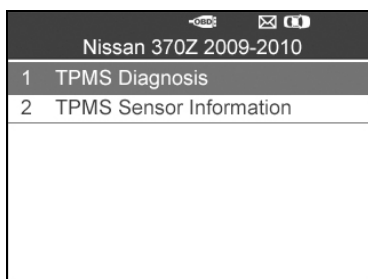 OBD
Nissan 370Z 2009-2010
1 TPMS Diagnosis
2 TPMS Sensor Information